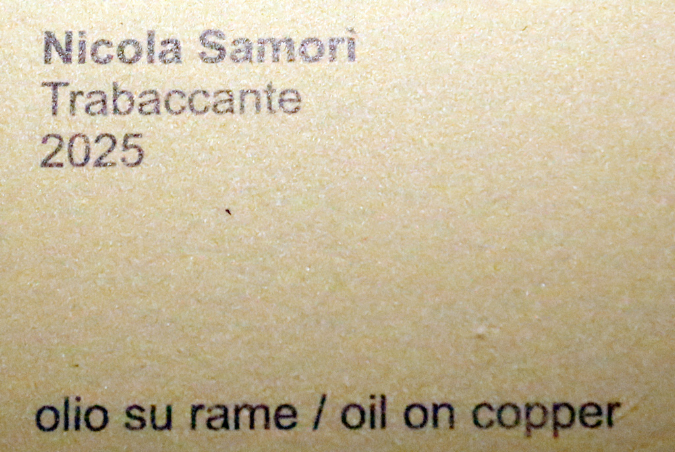 Nicola Samorì
Trabaccante
2025
olio su rame / oil on copper